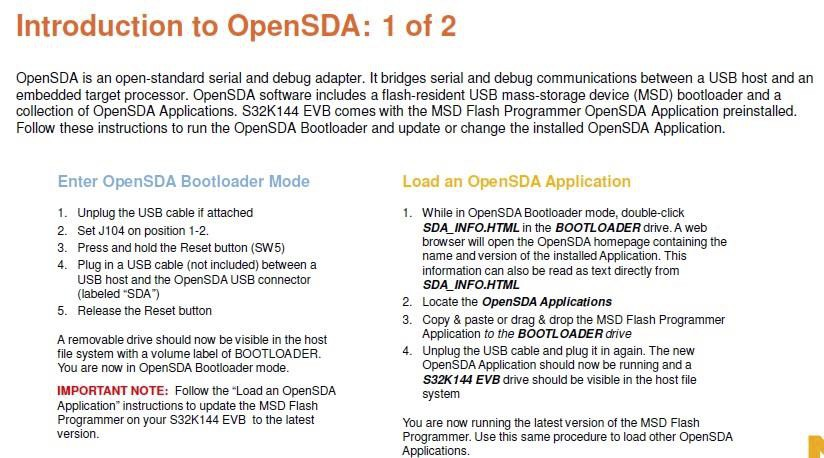 Introduction to OpenSDA: 1 of 2
OpenSDA is an open-standard serial and debug adapter. It bridges serial and debug communications between a USB host and an
embedded target processor. OpenSDA software includes a flash-resident USB mass-storage device (MSD) bootloader and a
collection of OpenSDA Applications. S32K144 EVB comes with the MSD Flash Programmer OpenSDA Application preinstalled.
Follow these instructions to run the OpenSDA Bootloader and update or change the installed OpenSDA Application.
Enter OpenSDA Bootloader Mode
1. Unplug the USB cable if attached
2. Set J104 on position 1-2.
3. Press and hold the Reset button (SW5)
4. Plug in a USB cable (not included) between a
USB host and the OpenSDA USB connector
(labeled “SDA”)
5. Release the Reset button
A removable drive should now be visible in the host
file system with a volume label of BOOTLOADER.
You are now in OpenSDA Bootloader mode.
IMPORTANT NOTE: Follow the “Load an OpenSDA
Application” instructions to update the MSD Flash
Programmer on your S32K144 EVB to the latest
version.
Load an OpenSDA Application
1. While in OpenSDA Bootloader mode, double-click
SDA_INFO.HTML in the BOOTLOADER drive. A web
browser will open the OpenSDA homepage containing the
name and version of the installed Application. This
information can also be read as text directly from
SDA_INFO.HTML
2. Locate the OpenSDA Applications
3. Copy & paste or drag & drop the MSD Flash Programmer
Application to the BOOTLOADER drive
4. Unplug the USB cable and plug it in again. The new
OpenSDA Application should now be running and a
S32K144 EVB drive should be visible in the host file
system
You are now running the latest version of the MSD Flash
Programmer. Use this same procedure to load other OpenSDA
Applications.